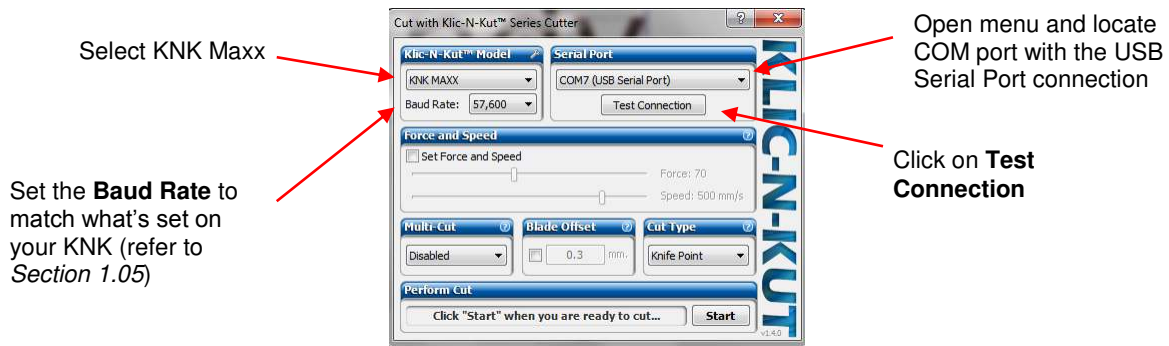 Select KNK Maxx
Set the Baud Rate to
match what's set on
your KNK (refer to
Section 1.05)
Cut with Klic-N-Kut™ Series Cutter
Klic-N-Kut™ Model
KNK MAXX
Baud Rate: 57,600
Serial Port
COM7 (USB Serial Port)
Test Connection
Force and Speed
Set Force and Speed
Force: 70
Speed: 500 mm/s
Multi-Cut
Disabled
Blade Offset
0.3 mm.
Cut Type
Knife Point
Perform Cut
Click "Start" when you are ready to cut...
Start
KLIC-N-KUT
v1.4.0
Open menu and locate
COM port with the USB
Serial Port connection
Click on Test
Connection